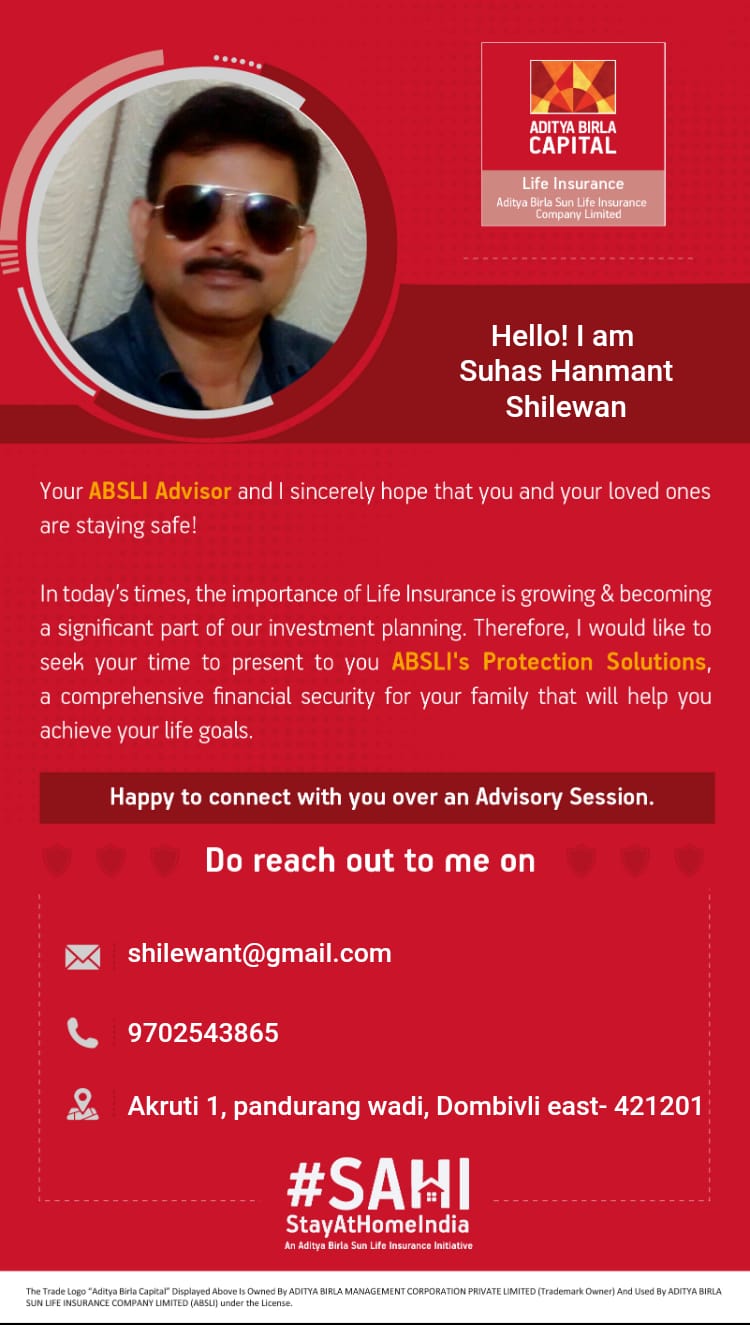 ADITYA BIRLA
CAPITAL
Life Insurance
Aditya Birla Sun Life Insurance
Company Limited
Hello! I am
Suhas Hanmant
Shilewan
Your ABSLI Advisor and I sincerely hope that you and your loved ones
are staying safe!
In today's times, the importance of Life Insurance is growing & becoming
a significant part of our investment planning. Therefore, I would like to
seek your time to present to you ABSLI's Protection Solutions,
a comprehensive financial security for your family that will help you
achieve your life goals.
Happy to connect with you over an Advisory Session.
Do reach out to me on
shilewant@gmail.com
9702543865
Akruti 1, pandurang wadi, Dombivli east- 421201
#SAHI
StayAtHomeIndia
An Aditya Birla Sun Life Insurance Initiative
The Trade Logo “Aditya Birla Capital” Displayed Above Is Owned By ADITYA BIRLA MANAGEMENT CORPORATION PRIVATE LIMITED (Trademark Owner) And Used By ADITYA BIRLA
SUN LIFE INSURANCE COMPANY LIMITED (ABSLI) under the License.